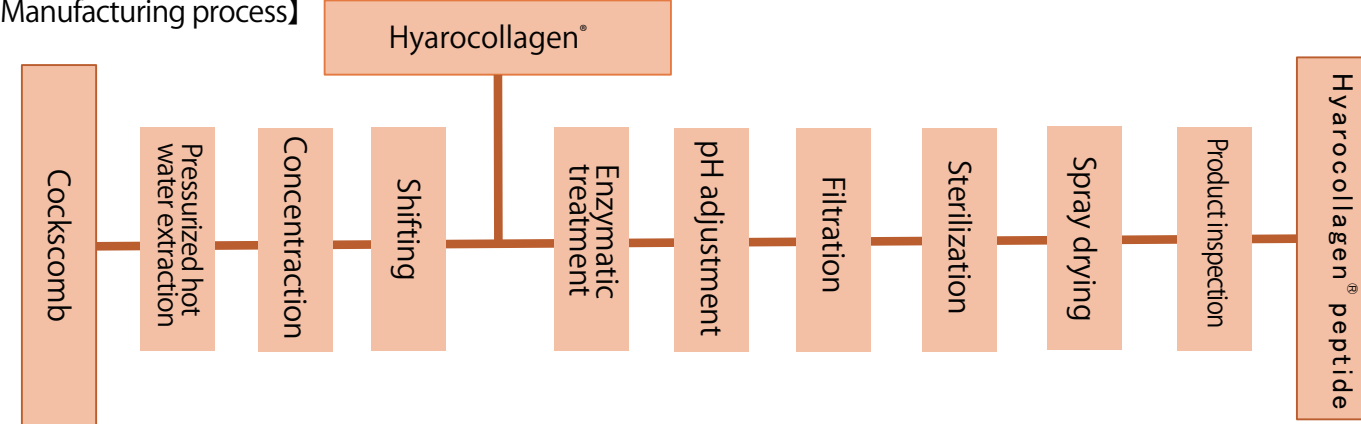 Manufacturing process】
Hyarocollagen®
Cockscomb
Pressurized hot
water extraction
Concentraction
Shifting
Enzymatic
treatment
pH adjustment
Filtration
Sterilization
Spray drying
Product inspection
Hyarocollagen® peptide